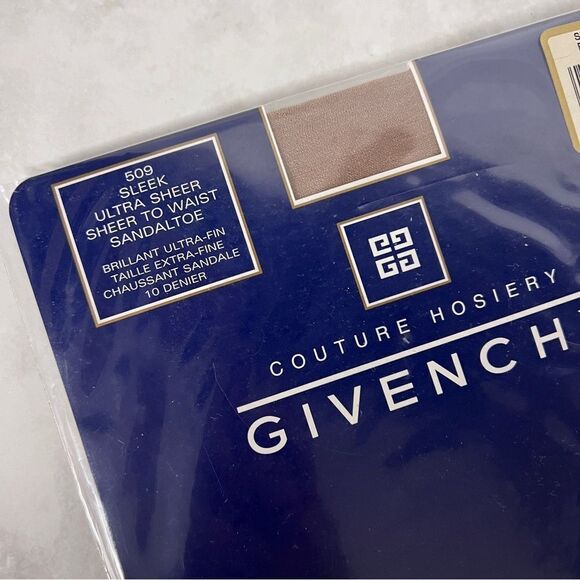 509
SLEEK
ULTRA SHEER
SHEER TO WAIST
SANDALTOE
BRILLANT ULTRA-FIN
TAILLE EXTRA-FINE
CHAUSSANT SANDALE
10 DENIER
COUTURE HOSIERY
GIVENCH